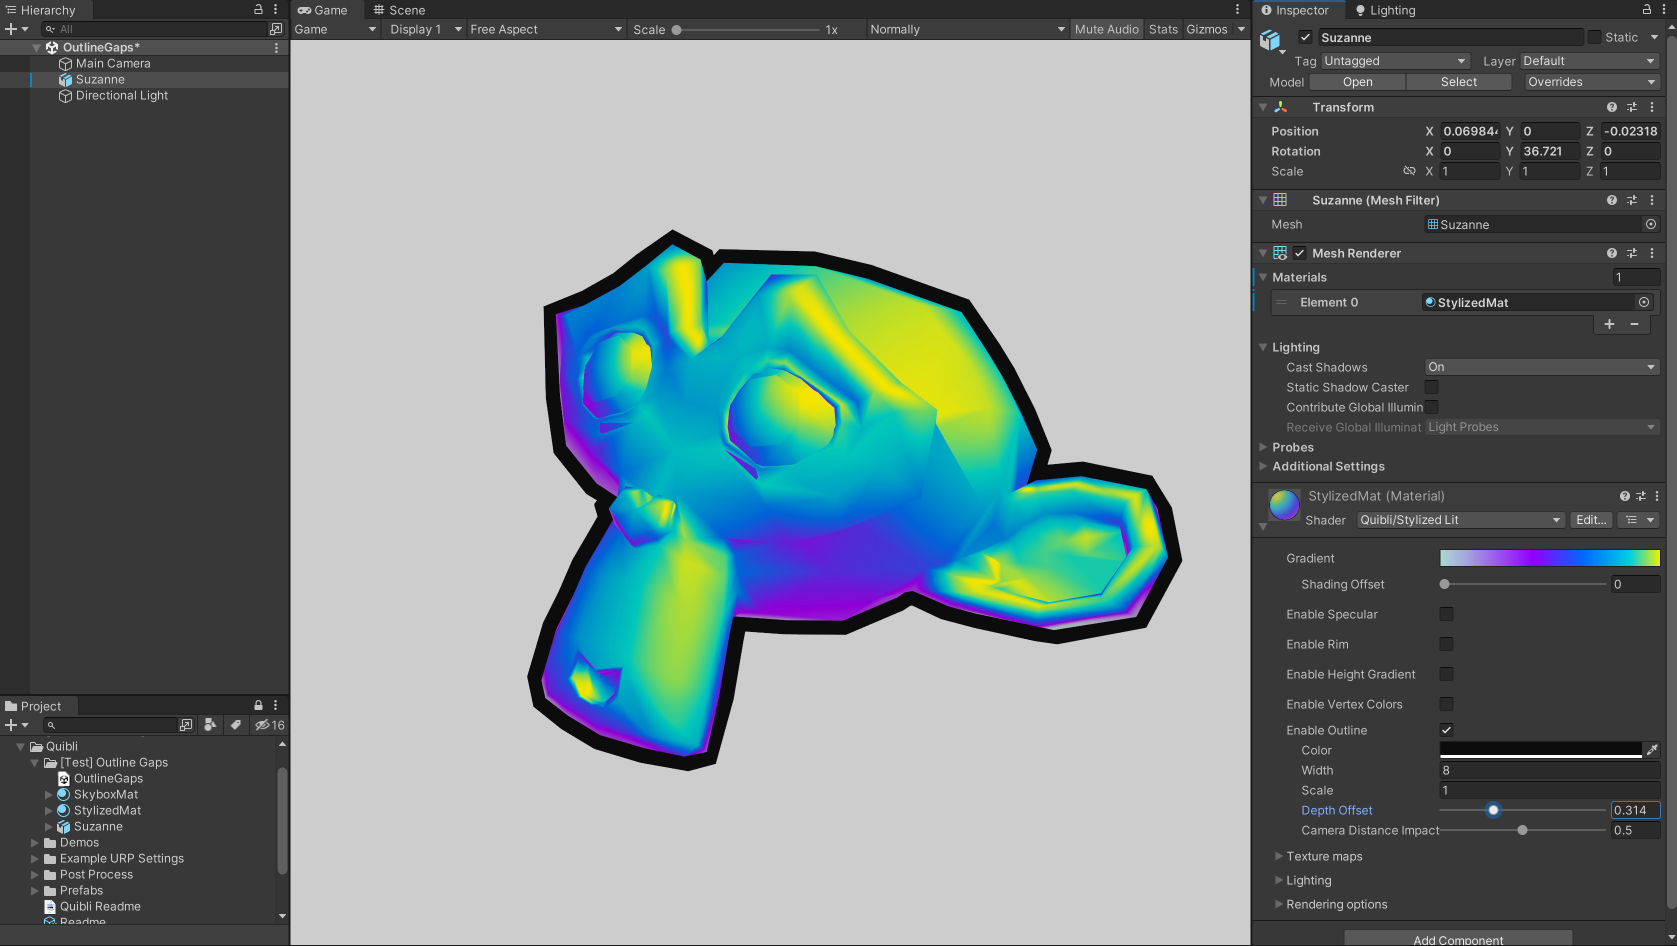 Hierarchy
All
OutlineGaps*
Main Camera
Suzanne
Directional Light
Game
Scene
Game
Display 1
Free Aspect
Scale
1x
Normally
Mute Audio
Stats
Gizmos
Inspector
Lighting
Suzanne
Static
Tag
Untagged
Layer
Default
Model
Open
Select
Overrides
Transform
Position X 0.06984 Y 0 Z -0.02318
Rotation X 0 Y 36.721 Z 0
Scale X 1 Y 1 Z 1
Suzanne (Mesh Filter)
Mesh
Suzanne
Mesh Renderer
Materials
1
Element 0
StylizedMat
Lighting
Cast Shadows
On
Static Shadow Caster
Contribute Global Illumin
Receive Global Illuminat
Light Probes
Probes
Additional Settings
StylizedMat (Material)
Shader
Quibli/Stylized Lit
Edit...
Gradient
Shading Offset
0
Enable Specular
Enable Rim
Enable Height Gradient
Enable Vertex Colors
Enable Outline
Color
Width
8
Scale
1
Depth Offset
0.314
Camera Distance Impact
0.5
Texture maps
Lighting
Rendering options
Add Component
Project
16
Quibli
[Test] Outline Gaps
OutlineGaps
SkyboxMat
StylizedMat
Suzanne
Demos
Example URP Settings
Post Process
Prefabs
Quibli Readme
Readme